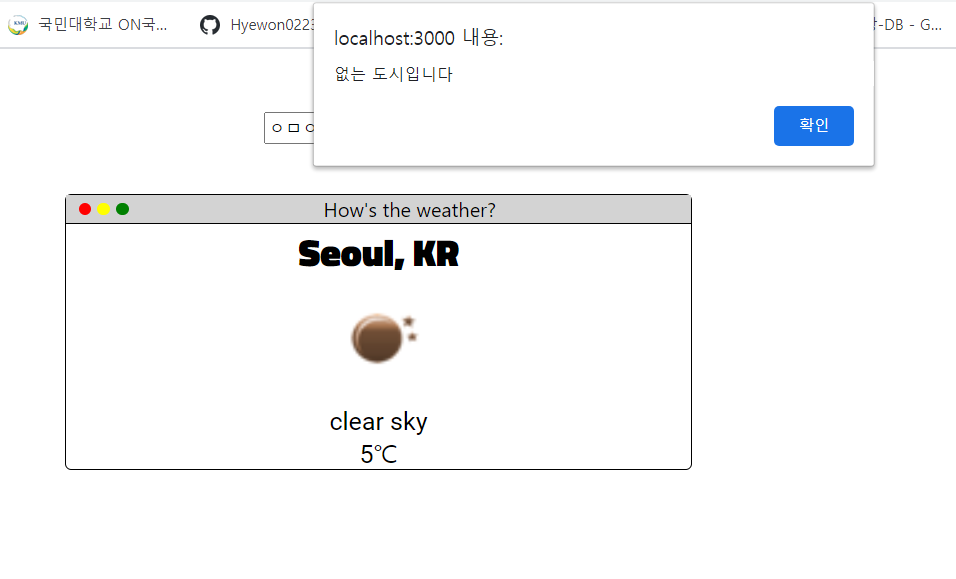 국민대학교 ON국...
Hyewon0223
-DB - G...
localhost:3000 내용:
없는 도시입니다
확인
ㅇㅁㅇ
How's the weather?
Seoul, KR
clear sky
5℃